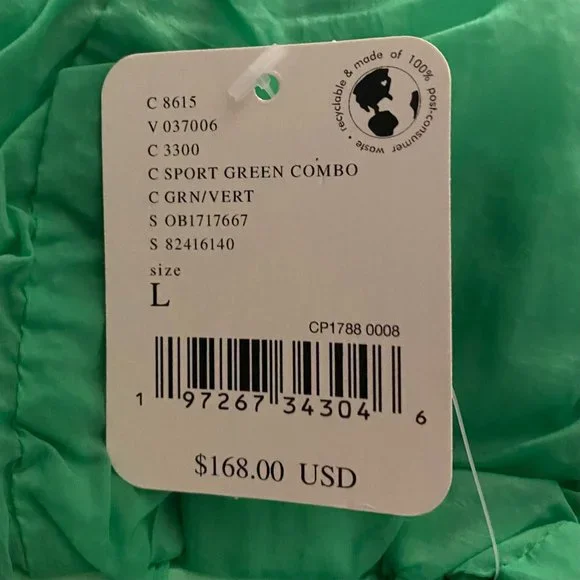 recyclable & made of 100% post-consumer waste •
C 8615
V 037006
C 3300
C SPORT GREEN COMBO
C GRN/VERT
S OB1717667
S 82416140
size
L
CP1788 0008
1 97267 34304 6
$168.00 USD